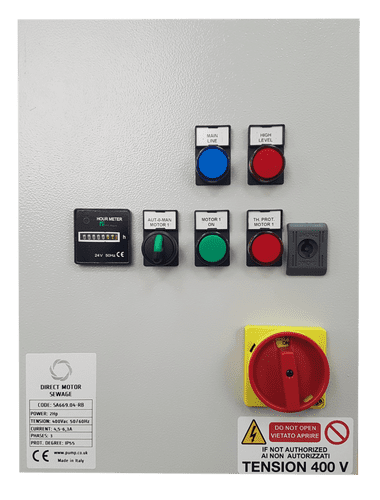 MAIN
LINE
HIGH
LEVEL
HOUR METER
h
24V 50Hz CE
AUT-0-MAN
MOTOR 1
MOTOR 1
ON
TH. PROT.
MOTOR 1
DIRECT MOTOR
SEWAGE
CODE: SA669.04-RB
POWER: 2Hp
TENSION: 400Vac 50/60Hz
CURRENT: 4,5-6,3A
PHASES: 3
PROT. DEGREE: IP55
www.pump.co.uk
Made in Italy
CE
DO NOT OPEN
VIETATO APRIRE
IF NOT AUTHORIZED
AI NON AUTORIZZATI
TENSION 400 V